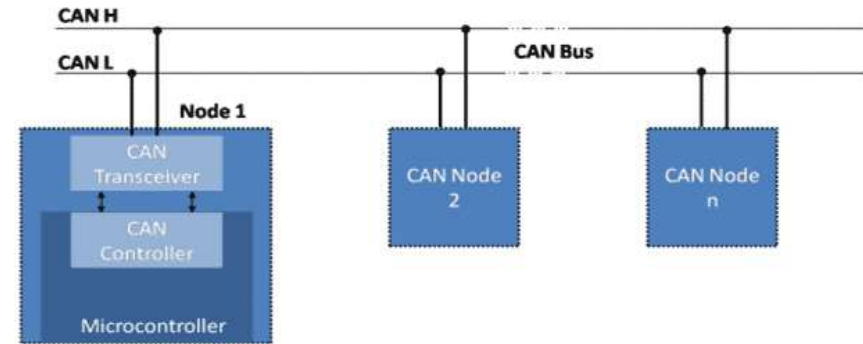 CAN H
CAN L
CAN Bus
Node 1
CAN
Transceiver
CAN
Controller
Microcontroller
CAN Node
2
CAN Node
n